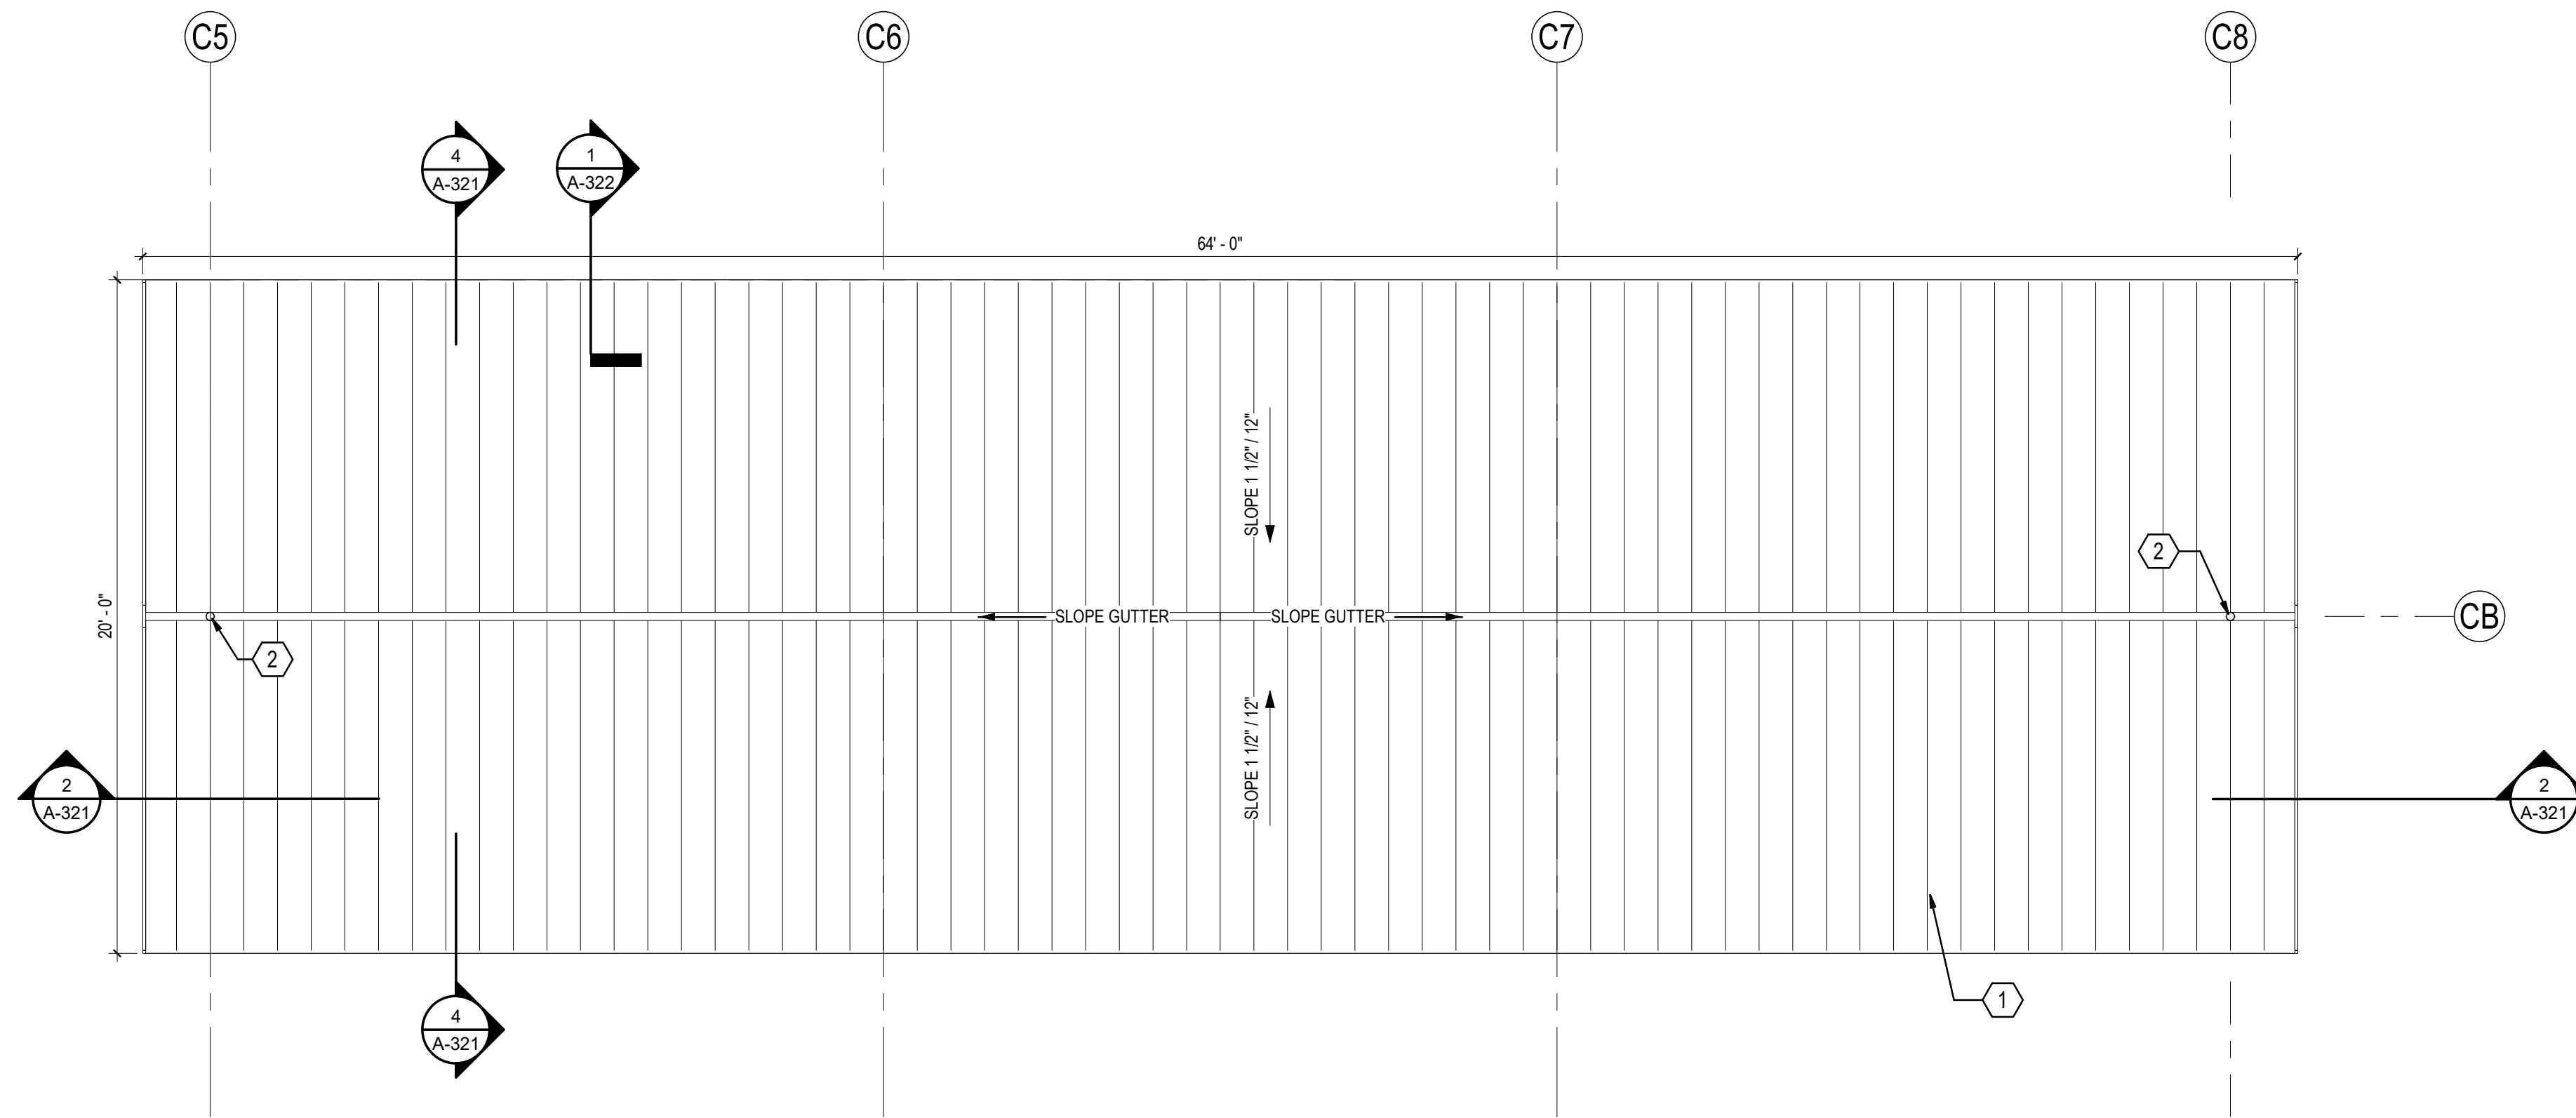 C5
C6
C7
C8
4
A-321
1
A-322
64' - 0"
SLOPE 1 1/2" / 12"
20' - 0"
2
SLOPE GUTTER
SLOPE GUTTER
CB
2
SLOPE 1 1/2" / 12"
2
A-321
2
A-321
4
A-321
1